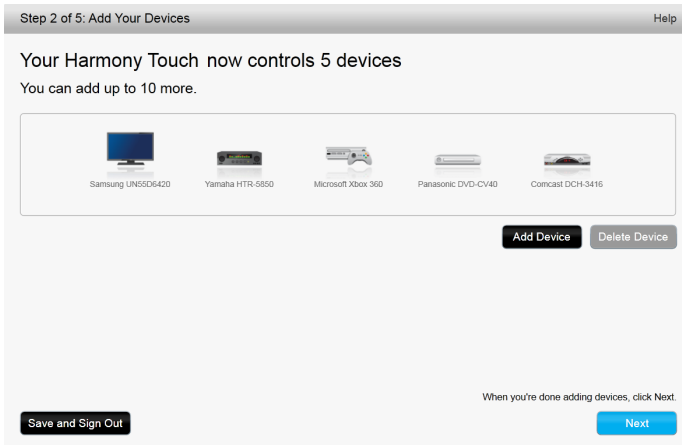 Step 2 of 5: Add Your Devices
Help
Your Harmony Touch now controls 5 devices
You can add up to 10 more.
Samsung UN55D6420
Yamaha HTR-5850
Microsoft Xbox 360
Panasonic DVD-CV40
Comcast DCH-3416
Add Device
Delete Device
When you're done adding devices, click Next.
Save and Sign Out
Next